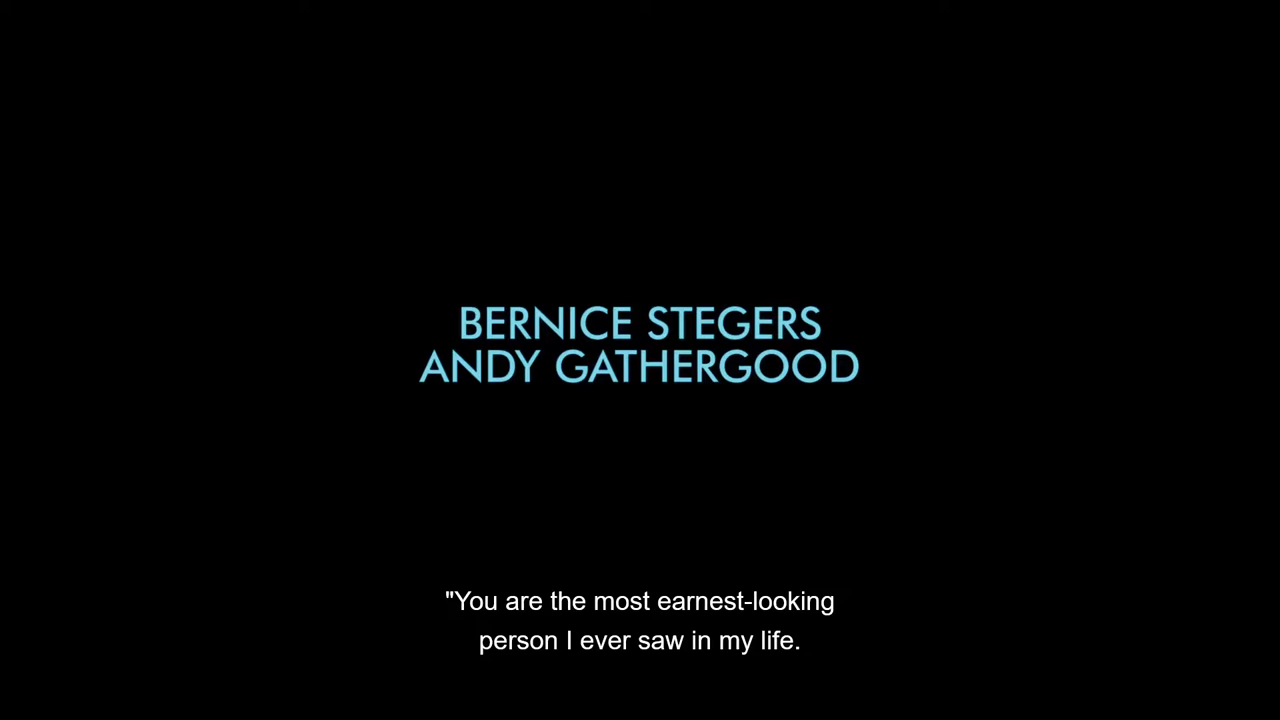 BERNICE STEGERS
ANDY GATHERGOOD
"You are the most earnest-looking
person I ever saw in my life.